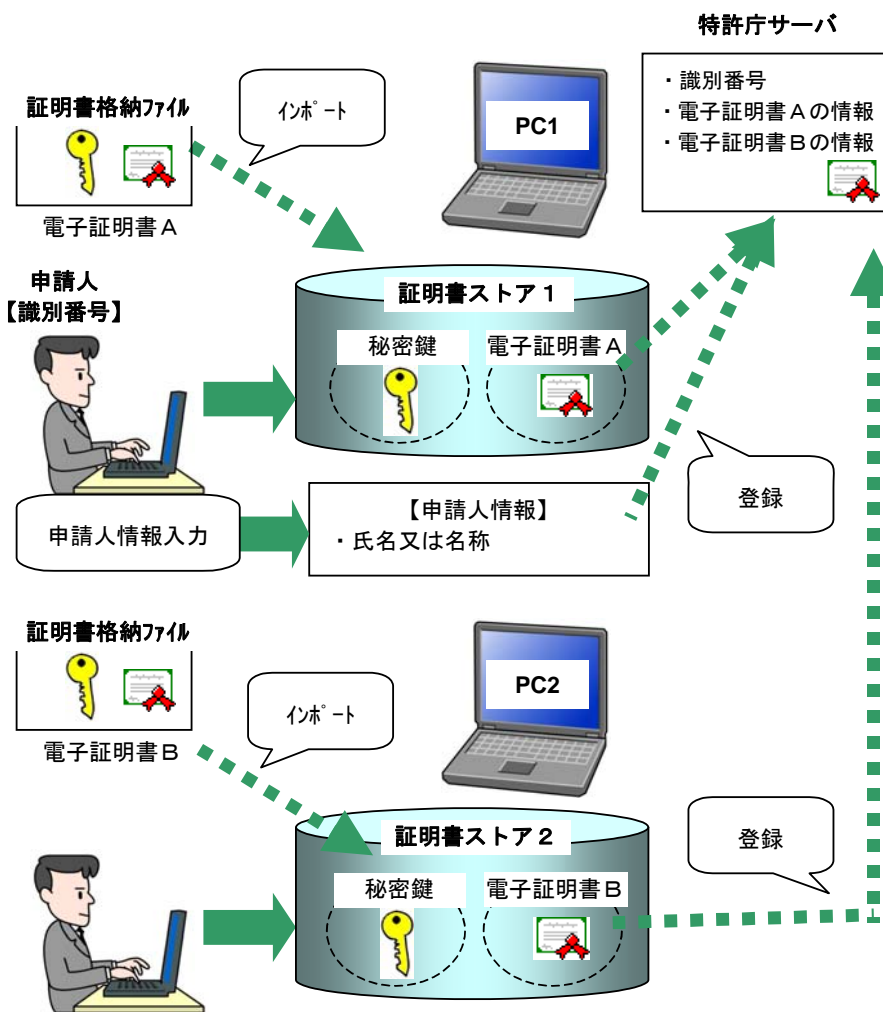 特許庁サーバ
・識別番号
・電子証明書Aの情報
・電子証明書Bの情報
証明書格納ﾌｧｲﾙ
電子証明書A
ｲﾝﾎﾟｰﾄ
PC1
申請人
【識別番号】
証明書ストア1
秘密鍵
電子証明書A
登録
申請人情報入力
【申請人情報】
・氏名又は名称
証明書格納ﾌｧｲﾙ
電子証明書B
ｲﾝﾎﾟｰﾄ
PC2
証明書ストア2
秘密鍵
電子証明書B
登録